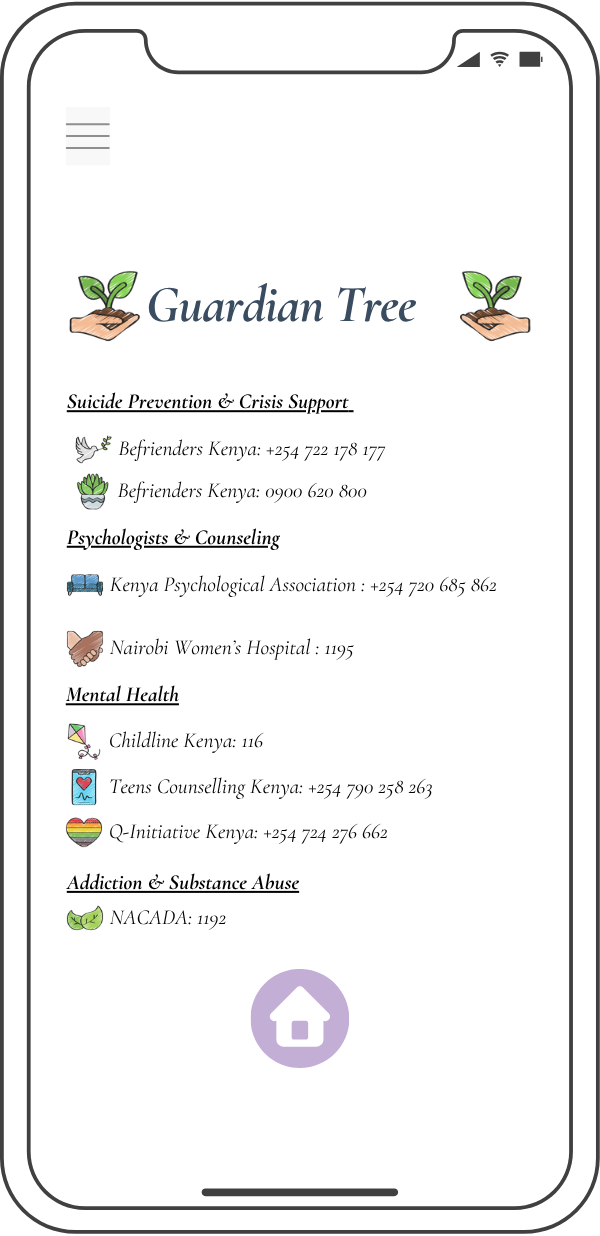 Guardian Tree
Suicide Prevention & Crisis Support
Befrienders Kenya: +254 722 178 177
Befrienders Kenya: 0900 620 800
Psychologists & Counseling
Kenya Psychological Association : +254 720 685 862
Nairobi Women’s Hospital : 1195
Mental Health
Childline Kenya: 116
Teens Counselling Kenya: +254 790 258 263
Q-Initiative Kenya: +254 724 276 662
Addiction & Substance Abuse
NACADA: 1192